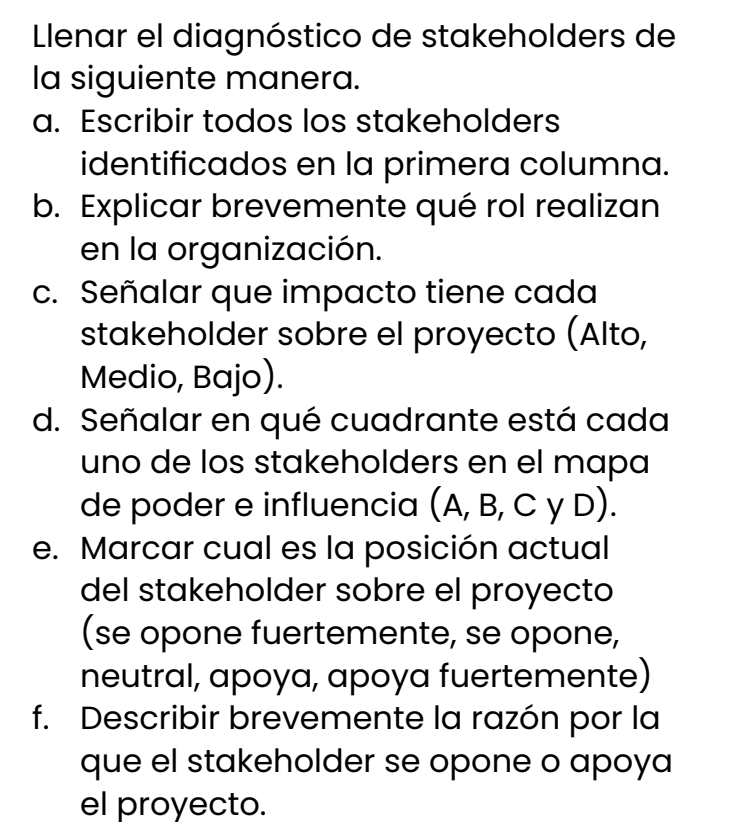 Llenar el diagnóstico de stakeholders de
la siguiente manera.
a. Escribir todos los stakeholders
identificados en la primera columna.
b. Explicar brevemente qué rol realizan
en la organización.
c. Señalar que impacto tiene cada
stakeholder sobre el proyecto (Alto,
Medio, Bajo).
d. Señalar en qué cuadrante está cada
uno de los stakeholders en el mapa
de poder e influencia (A, B, C y D).
e. Marcar cual es la posición actual
del stakeholder sobre el proyecto
(se opone fuertemente, se opone,
neutral, apoya, apoya fuertemente)
f. Describir brevemente la razón por la
que el stakeholder se opone o apoya
el proyecto.